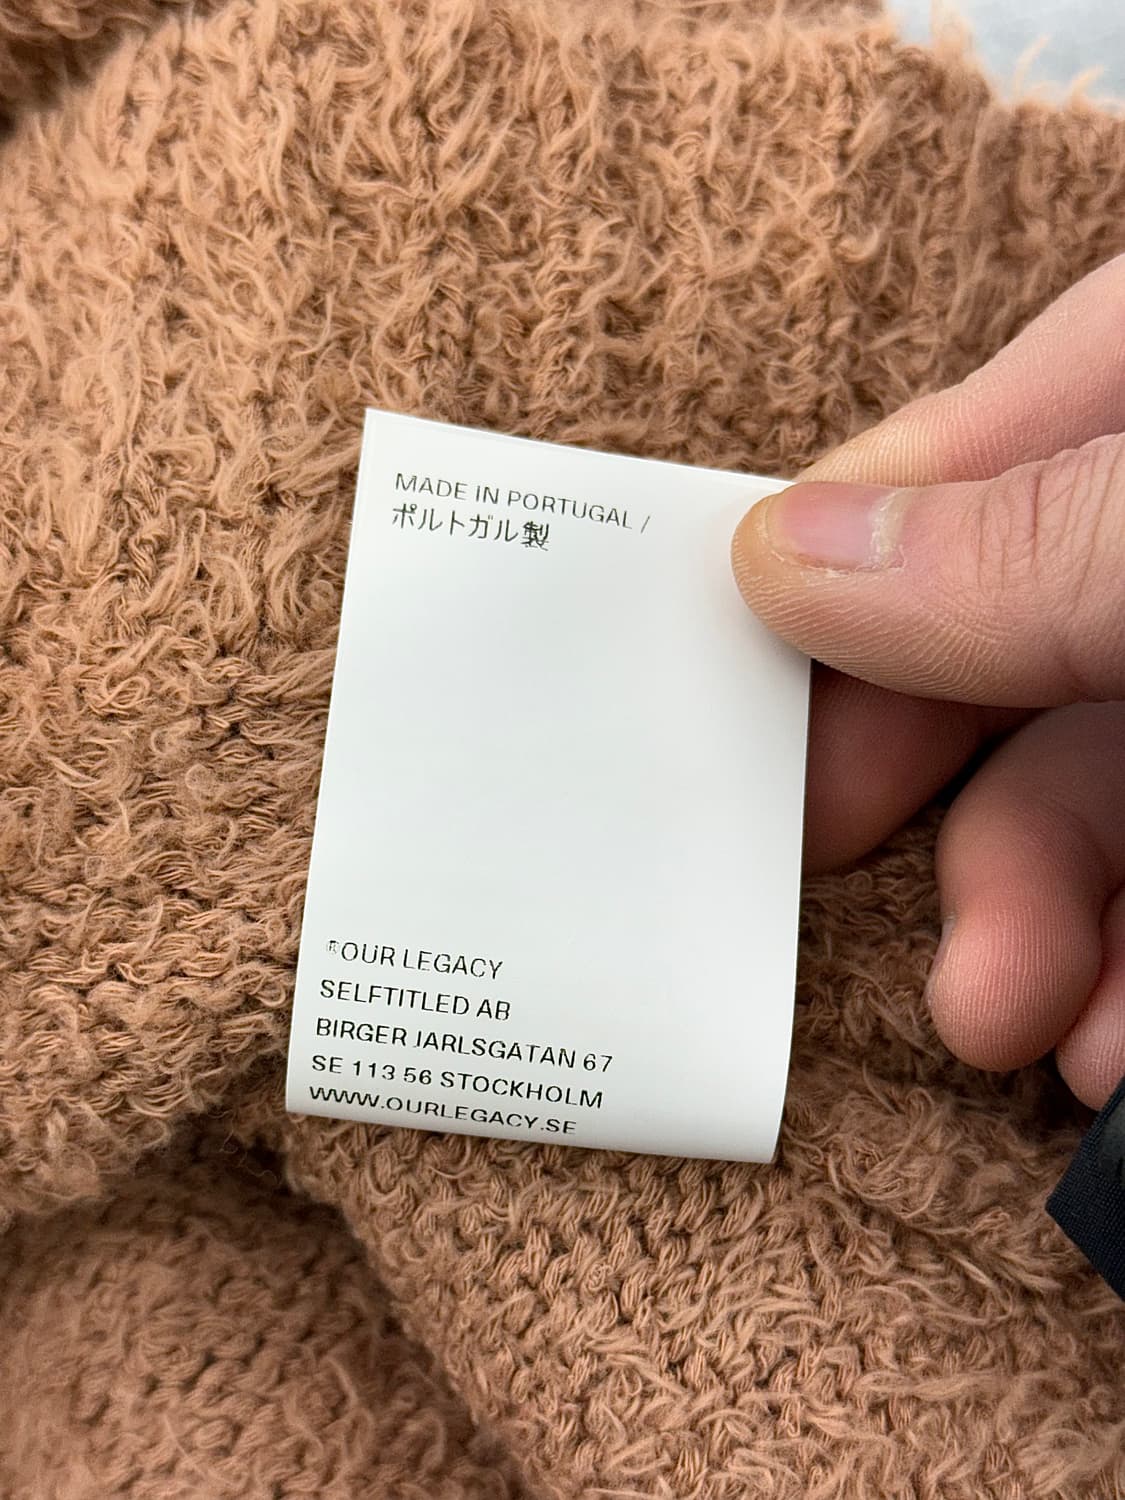 MADE IN PORTUGAL /
ポルトガル製
®OUR LEGACY
SELFTITLED AB
BIRGER JARLSGATAN 67
SE 113 56 STOCKHOLM
WWW.OURLEGACY.SE